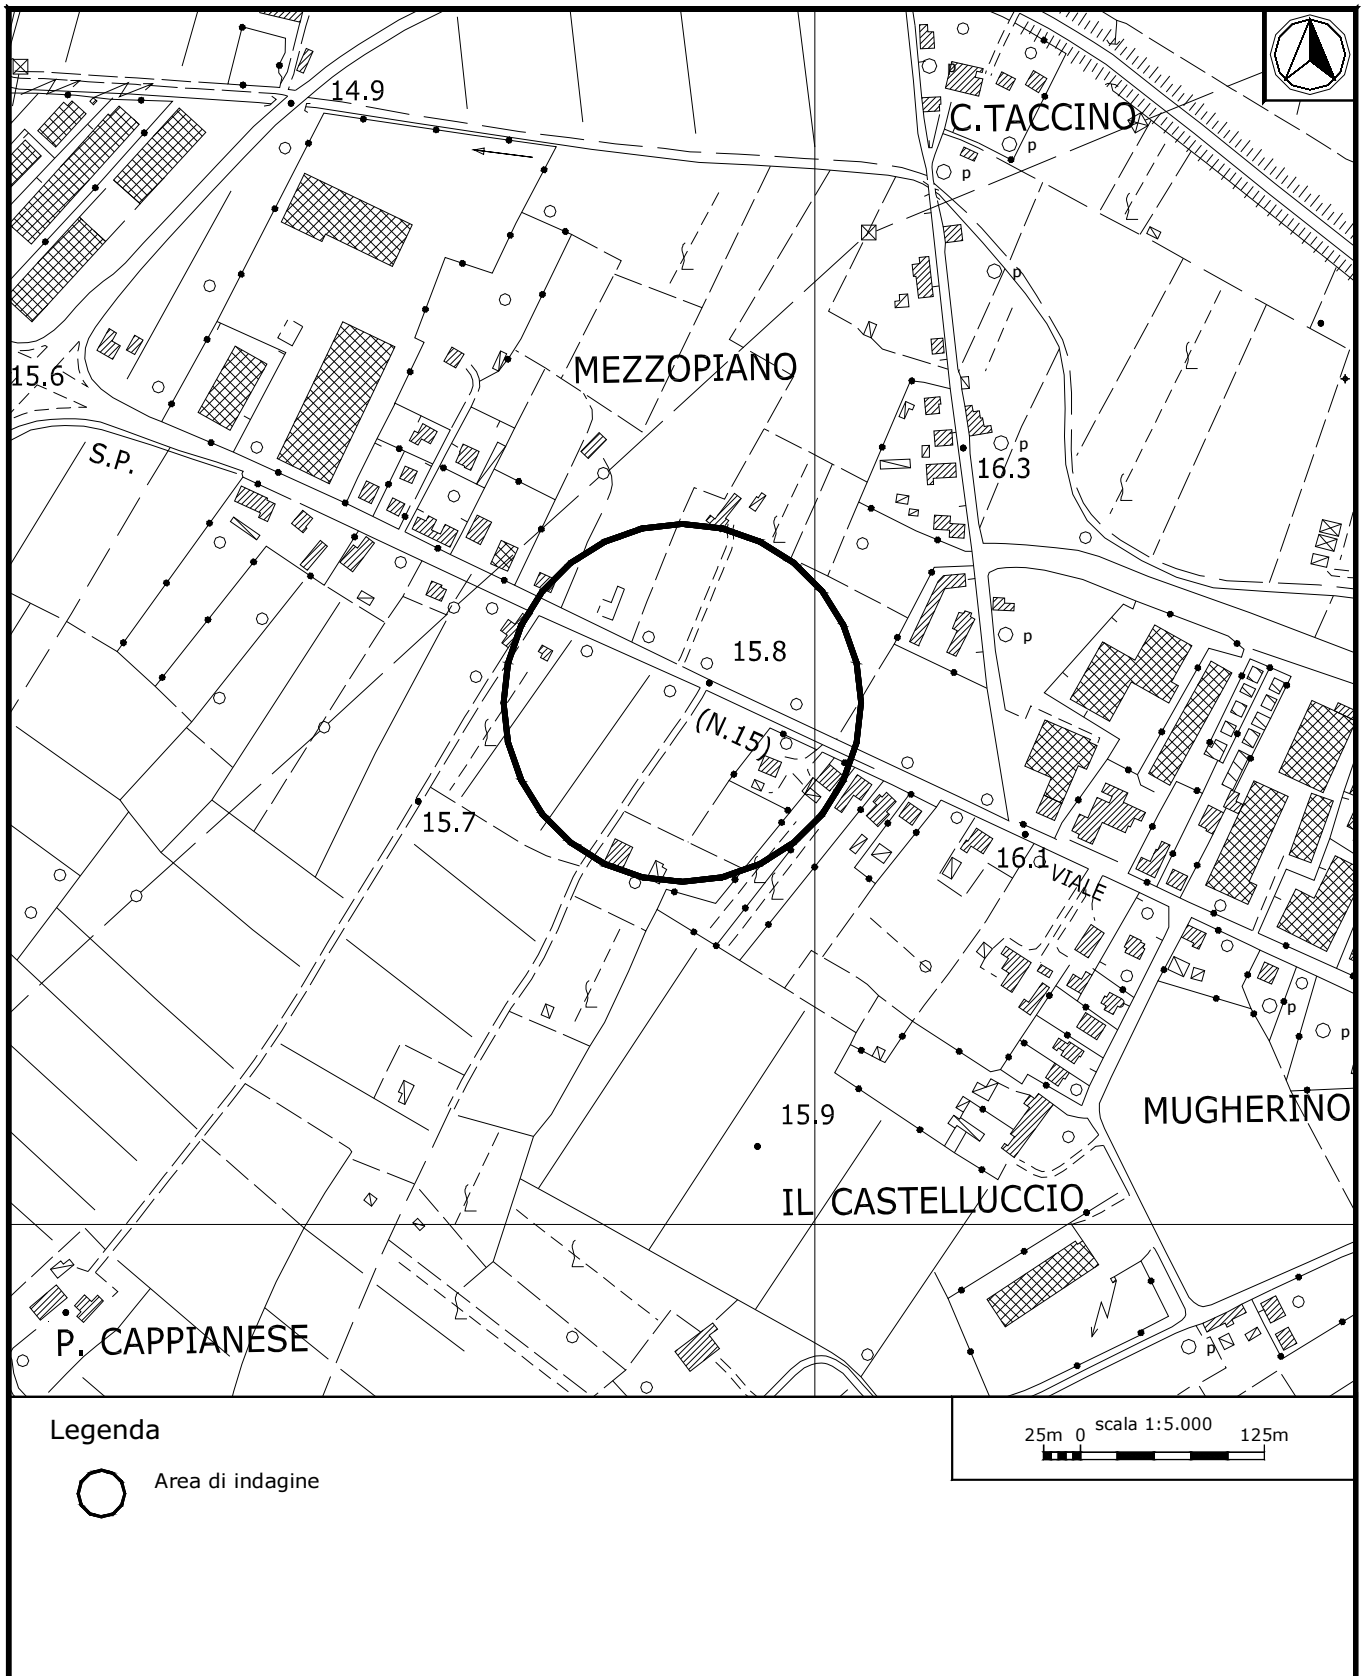 14.9
p
C.TACCINO
p
p
p
15.6
MEZZOPIANO
S.P.
p
16.3
p
15.8
(N.15)
15.7
16.1
VIALE
p
p
15.9
MUGHERINO
IL CASTELLUCCIO
P. CAPPIANESE
p
Legenda
Area di indagine
scala 1:5.000
25m 0 125m